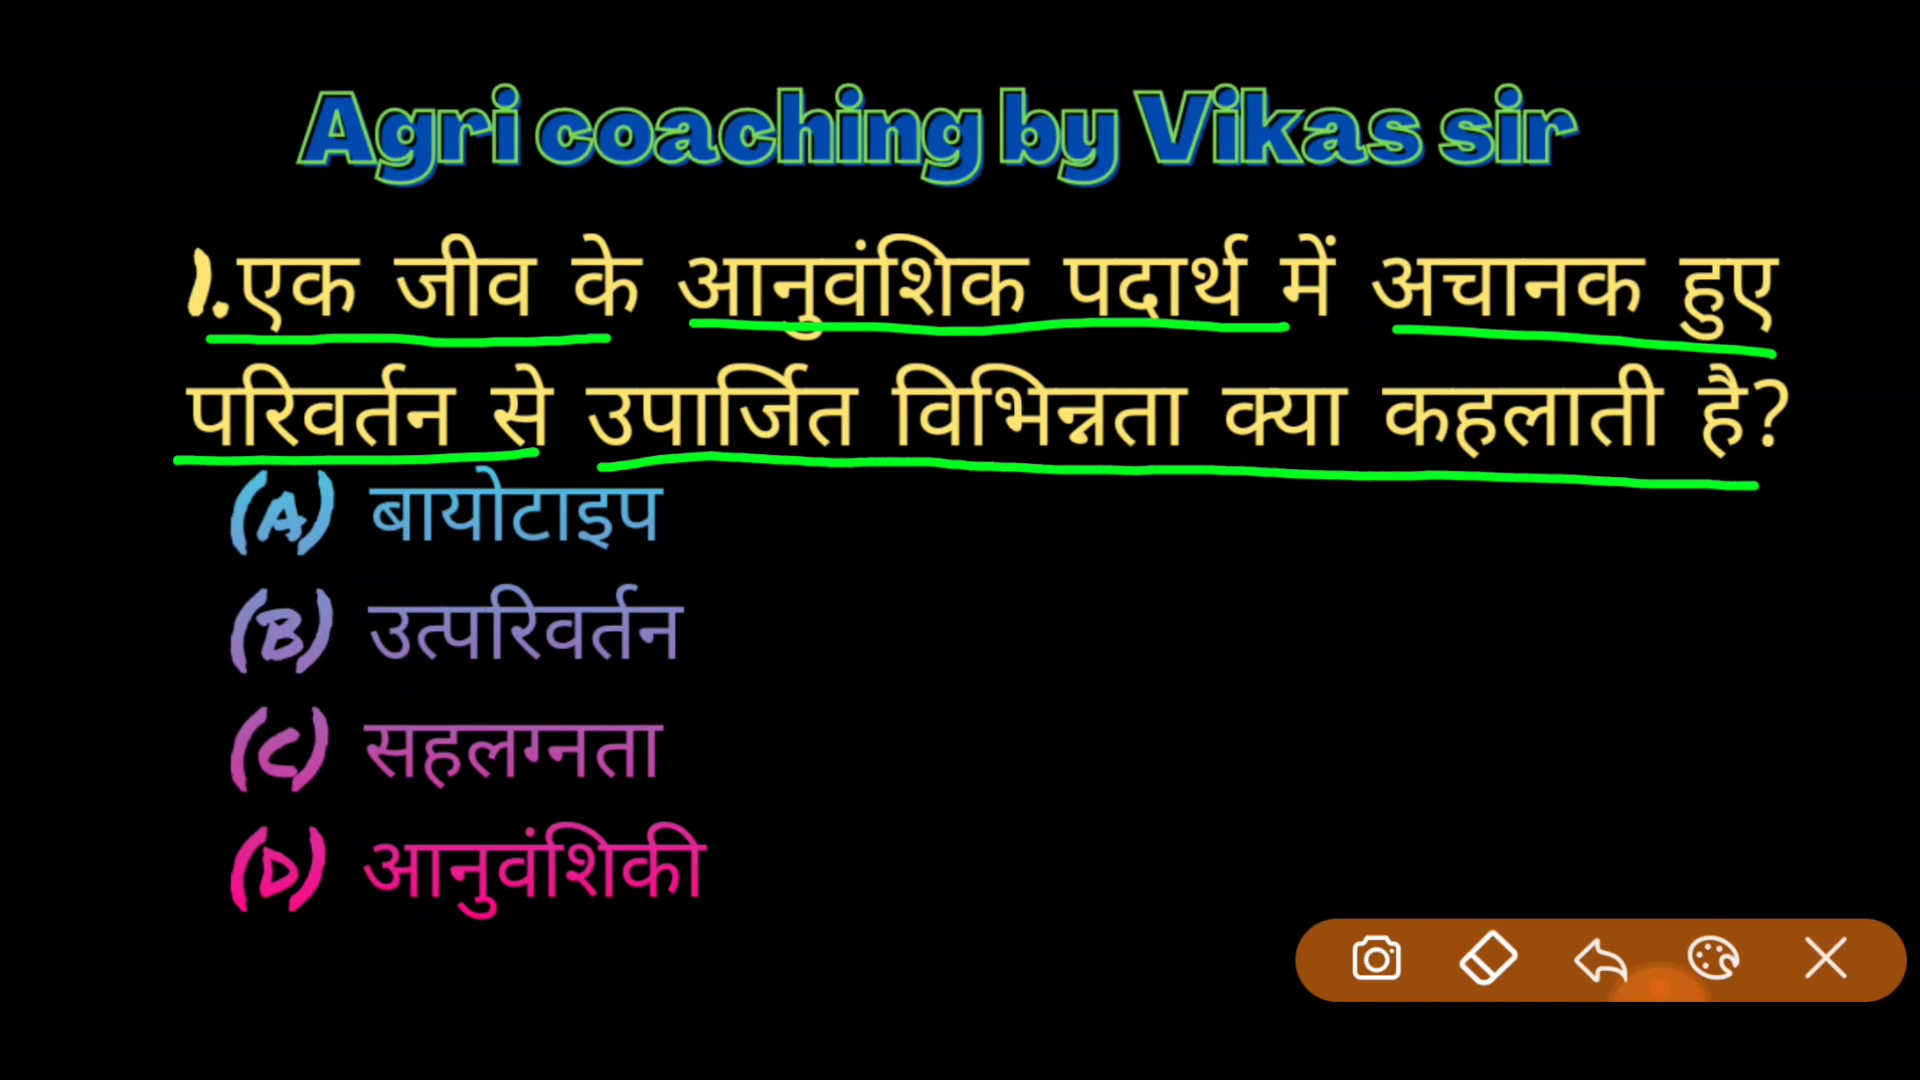 Agri coaching by Vikas sir
1.एक जीव के आनुवंशिक पदार्थ में अचानक हुए
परिवर्तन से उपार्जित विभिन्नता क्या कहलाती है?
(A) बायोटाइप
(B) उत्परिवर्तन
(C) सहलग्नता
(D) आनुवंशिकी